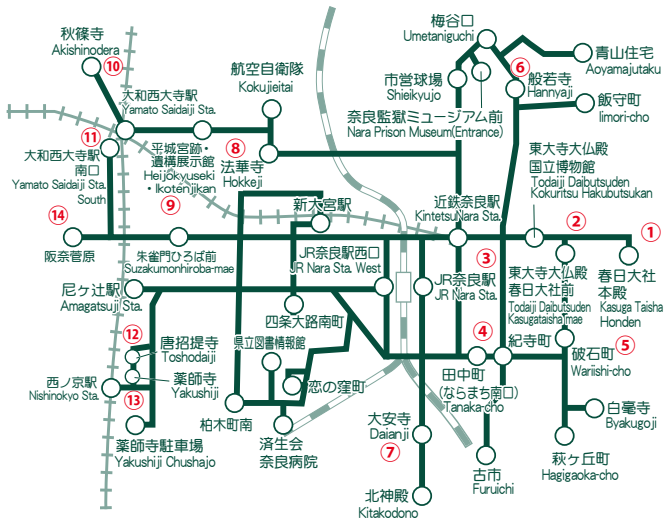 梅谷口
Umetaniguchi
秋篠寺
Akishinodera
⑩
航空自衛隊
Kokujieitai
市営球場
Shieikyujo
⑥
青山住宅
Aoyamajutaku
般若寺
Hannyaji
飯守町
Iimori-cho
奈良監獄ミュージアム前
Nara Prison Museum(Entrance)
大和西大寺駅
Yamato Saidaiji Sta.
⑪
大和西大寺駅
南口
Yamato Saidaiji Sta.
South
平城宮跡・
遺構展示館
Heijokyuseki
・Ikotenjikan
⑧
法華寺
Hokkeji
⑨
東大寺大仏殿
国立博物館
Todaiji Daibutsuden
Kokuritsu Hakubutsukan
近鉄奈良駅
Kintetsu Nara Sta.
新大宮駅
⑭
阪奈菅原
朱雀門ひろば前
Suzakumonhiroba-mae
③
②
①
JR奈良駅西口
JR Nara Sta. West
JR奈良駅
JR Nara Sta.
東大寺大仏殿
春日大社前
Todaiji Daibutsuden
Kasugataisha mae
春日大社
本殿
Kasuga Taisha
Honden
尼ヶ辻駅
Amagatsuji Sta.
四条大路南町
④
紀寺町
⑤
破石町
Wariishi-cho
⑫
唐招提寺
Toshodaiji
県立図書情報館
田中町
(ならまち南口)
Tanaka-cho
薬師寺
Yakushiji
西ノ京駅
Nishinokyo Sta.
⑬
恋の窪町
柏木町南
白毫寺
Byakugoji
薬師寺駐車場
Yakushiji Chushajo
済生会
奈良病院
大安寺
Daianji
⑦
古市
Furuichi
萩ヶ丘町
Hagigaoka-cho
北神殿
Kitakodono